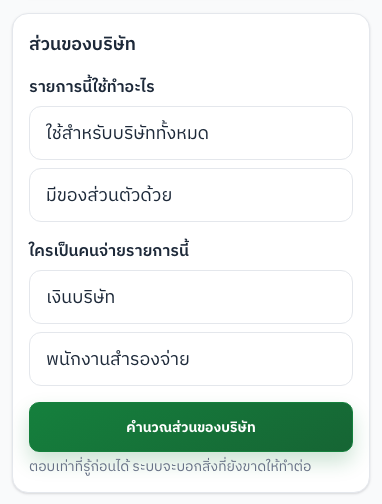 ส่วนของบริษัท
รายการนี้ใช้ทำอะไร
ใช้สำหรับบริษัททั้งหมด
มีของส่วนตัวด้วย
ใครเป็นคนจ่ายรายการนี้
เงินบริษัท
พนักงานสำรองจ่าย
คำนวณส่วนของบริษัท
ตอบเท่าที่รู้ก่อนได้ ระบบจะบอกสิ่งที่ยังขาดให้ทำต่อ